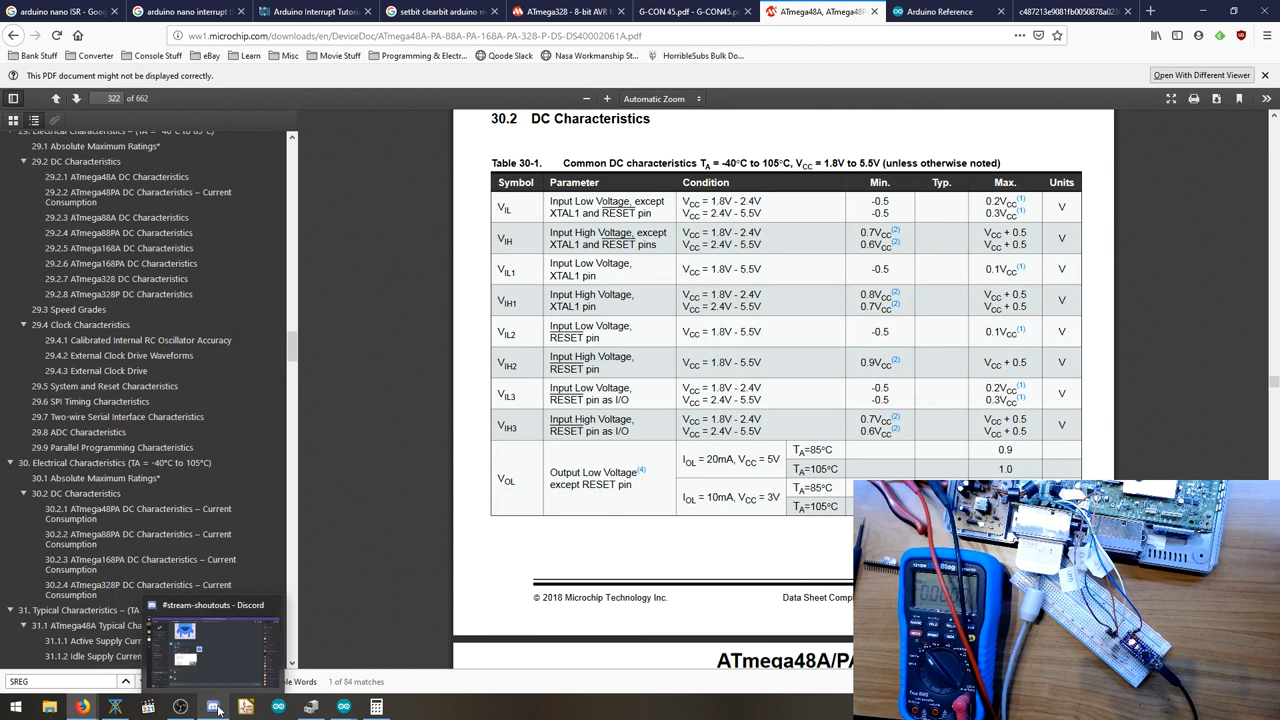 arduino nano reset
arduino nano interrupt
Arduino Interrupt Tutori
setbit clearbit arduino m
ATmega328 - 8-bit AVR M
G-CON 45.pdf - G-CON45.p
ATmega48A, ATmega48P
Arduino Reference
c487213e9081fb0050878a023
ww1.microchip.com/downloads/en/DeviceDoc/ATmega48A-PA-88A-PA-168A-PA-328-P-DS-DS40002061A.pdf
Bank Stuff Converter Console Stuff eBay Learn Misc Movie Stuff Programming & Electr... Qoode Slack Nasa Workmanship St... HorribleSubs Bulk D...
This PDF document might not be displayed correctly.
Open With Different Viewer
322 of 662
Automatic Zoom
29. Electrical Characteristics – (TA = -40°C to 85°C)
29.1 Absolute Maximum Ratings*
29.2 DC Characteristics
29.2.1 ATmega48A DC Characteristics
29.2.2 ATmega48PA DC Characteristics – Current
Consumption
29.2.3 ATmega88A DC Characteristics
29.2.4 ATmega88PA DC Characteristics
29.2.5 ATmega168A DC Characteristics
29.2.6 ATmega168PA DC Characteristics
29.2.7 ATmega328 DC Characteristics
29.2.8 ATmega328P DC Characteristics
29.3 Speed Grades
29.4 Clock Characteristics
29.4.1 Calibrated Internal RC Oscillator Accuracy
29.4.2 External Clock Drive Waveforms
29.4.3 External Clock Drive
29.5 System and Reset Characteristics
29.6 SPI Timing Characteristics
29.7 Two-wire Serial Interface Characteristics
29.8 ADC Characteristics
29.9 Parallel Programming Characteristics
30. Electrical Characteristics (TA = -40°C to 105°C)
30.1 Absolute Maximum Ratings*
30.2 DC Characteristics
30.2.1 ATmega48PA DC Characteristics – Current
Consumption
30.2.2 ATmega88PA DC Characteristics – Current
Consumption
30.2.3 ATmega168PA DC Characteristics – Current
Consumption
30.2.4 ATmega328P DC Characteristics – Current
Consumption
31. Typical Characteristics – (TA
31.1 ATmega48A Typical Char
31.1.1 Active Supply Curre
31.1.2 Idle Supply Current
#stream-shoutouts - Discord
SREG
le Words
1 of 84 matches
30.2 DC Characteristics
Table 30-1. Common DC characteristics TA = -40°C to 105°C, VCC = 1.8V to 5.5V (unless otherwise noted)
Symbol Parameter Condition Min. Typ. Max. Units
VIL Input Low Voltage, except XTAL1 and RESET pin VCC = 1.8V - 2.4V VCC = 2.4V - 5.5V -0.5 -0.5 0.2VCC(1) 0.3VCC(1) V
VIH Input High Voltage, except XTAL1 and RESET pins VCC = 1.8V - 2.4V VCC = 2.4V - 5.5V 0.7VCC(2) 0.6VCC(2) VCC + 0.5 VCC + 0.5 V
VIL1 Input Low Voltage, XTAL1 pin VCC = 1.8V - 5.5V -0.5 0.1VCC(1) V
VIH1 Input High Voltage, XTAL1 pin VCC = 1.8V - 2.4V VCC = 2.4V - 5.5V 0.8VCC(2) 0.7VCC(2) VCC + 0.5 VCC + 0.5 V
VIL2 Input Low Voltage, RESET pin VCC = 1.8V - 5.5V -0.5 0.1VCC(1) V
VIH2 Input High Voltage, RESET pin VCC = 1.8V - 5.5V 0.9VCC(2) VCC + 0.5 V
VIL3 Input Low Voltage, RESET pin as I/O VCC = 1.8V - 2.4V VCC = 2.4V - 5.5V -0.5 -0.5 0.2VCC(1) 0.3VCC(1) V
VIH3 Input High Voltage, RESET pin as I/O VCC = 1.8V - 2.4V VCC = 2.4V - 5.5V 0.7VCC(2) 0.6VCC(2) VCC + 0.5 VCC + 0.5 V
VOL Output Low Voltage(4) except RESET pin IOL = 20mA, VCC = 5V TA=85°C 0.9
TA=105°C 1.0
IOL = 10mA, VCC = 3V TA=85°C
TA=105°C
© 2018 Microchip Technology Inc.
Data Sheet Comp
ATmega48A/PA